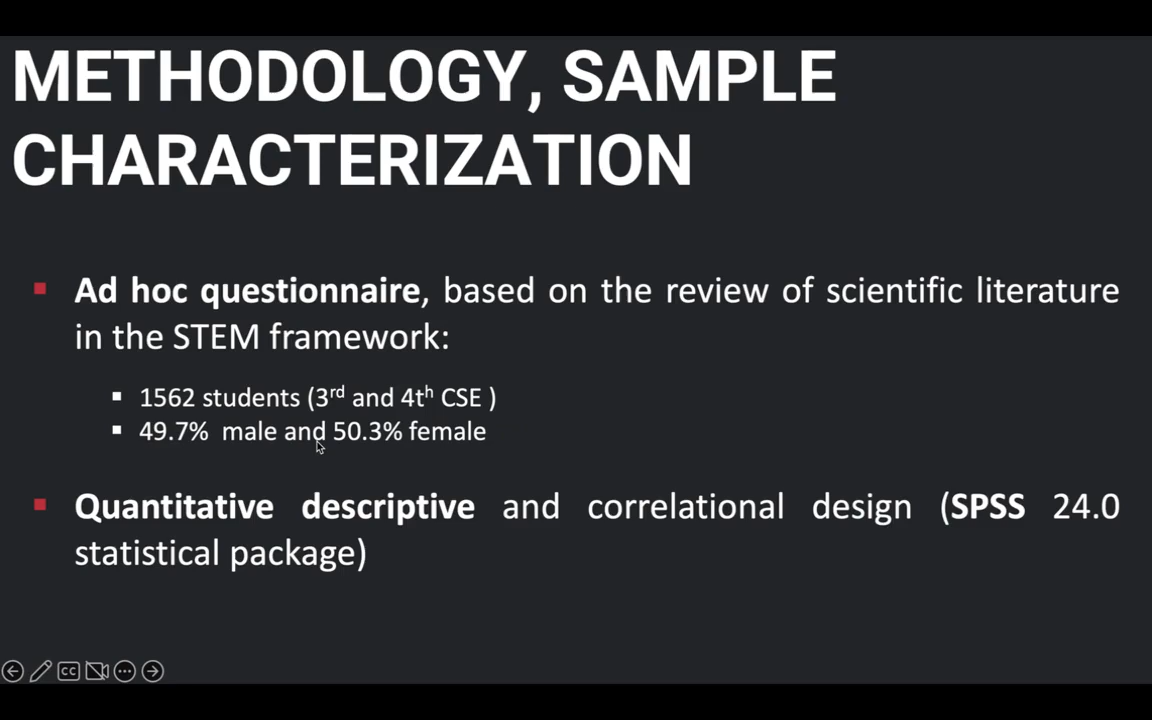 METHODOLOGY, SAMPLE
CHARACTERIZATION
▪ Ad hoc questionnaire, based on the review of scientific literature
in the STEM framework:
▪ 1562 students (3rd and 4th CSE )
▪ 49.7% male and 50.3% female
▪ Quantitative descriptive and correlational design (SPSS 24.0
statistical package)
CC